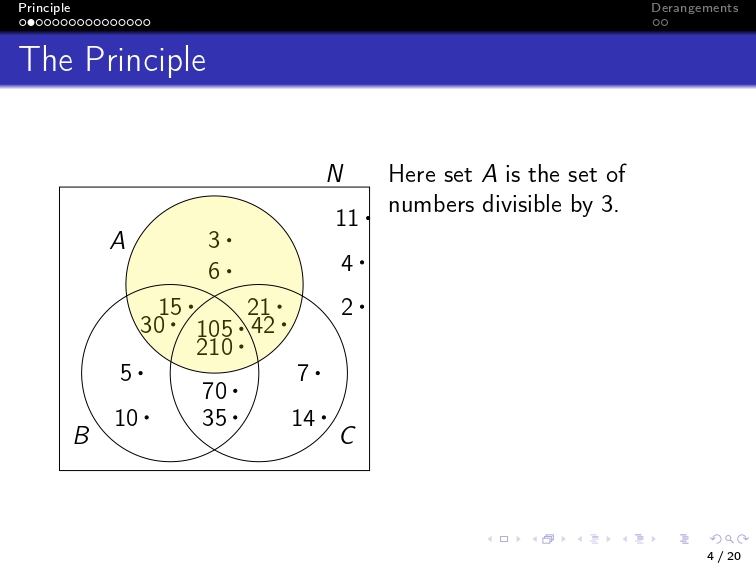 Principle
Derangements
The Principle
N
Here set A is the set of
numbers divisible by 3.
11
A
3
4
6
15
21
2
30
105
42
210
5
7
70
10
35
14
B
C
4 / 20